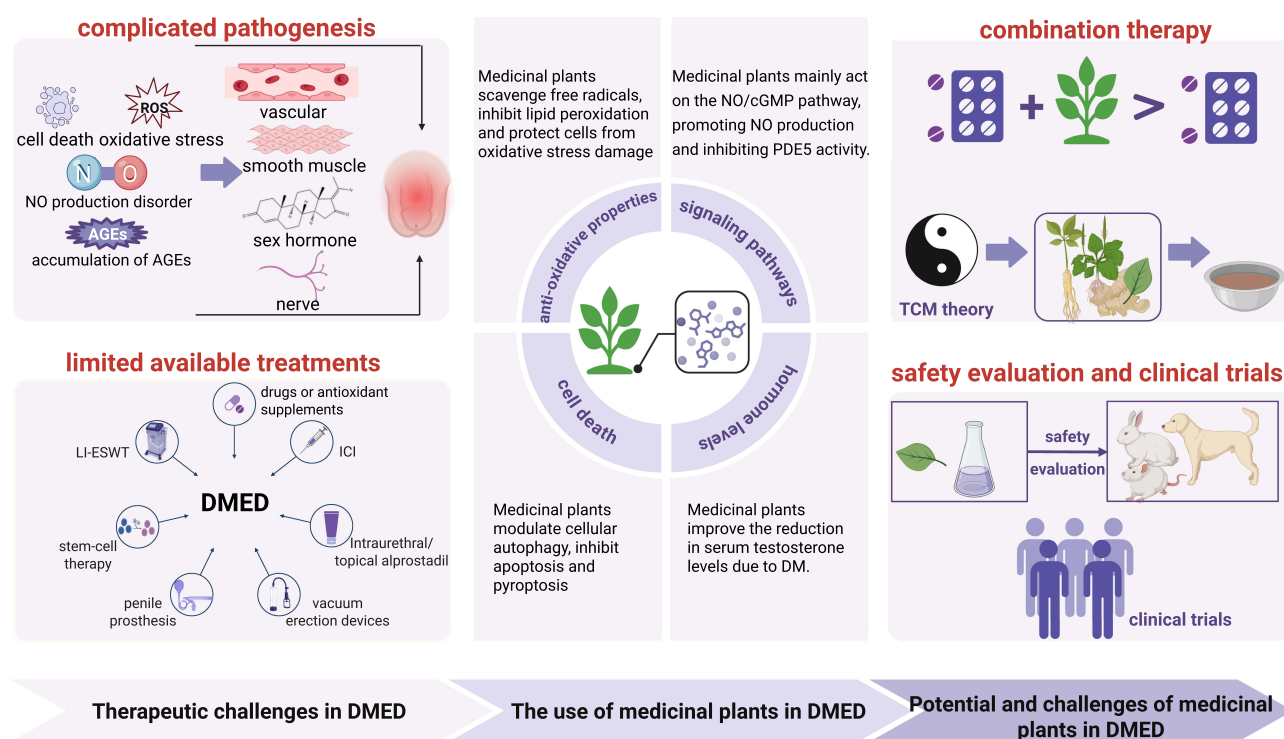 complicated pathogenesis
ROS
cell death oxidative stress
N O
NO production disorder
AGEs
accumulation of AGEs
vascular
smooth muscle
sex hormone
nerve
limited available treatments
drugs or antioxidant
supplements
LI-ESWT
ICI
DMED
stem-cell
therapy
Intraurethral/
topical alprostadil
penile
prosthesis
vacuum
erection devices
Medicinal plants
scavenge free radicals,
inhibit lipid peroxidation
and protect cells from
oxidative stress damage
Medicinal plants mainly act
on the NO/cGMP pathway,
promoting NO production
and inhibiting PDE5 activity.
anti-oxidative properties
signaling pathways
cell death
hormone levels
Medicinal plants
modulate cellular
autophagy, inhibit
apoptosis and
pyroptosis
Medicinal plants
improve the reduction
in serum testosterone
levels due to DM.
combination therapy
+ >
TCM theory
safety evaluation and clinical trials
safety
evaluation
clinical trials
Therapeutic challenges in DMED
The use of medicinal plants in DMED
Potential and challenges of medicinal
plants in DMED